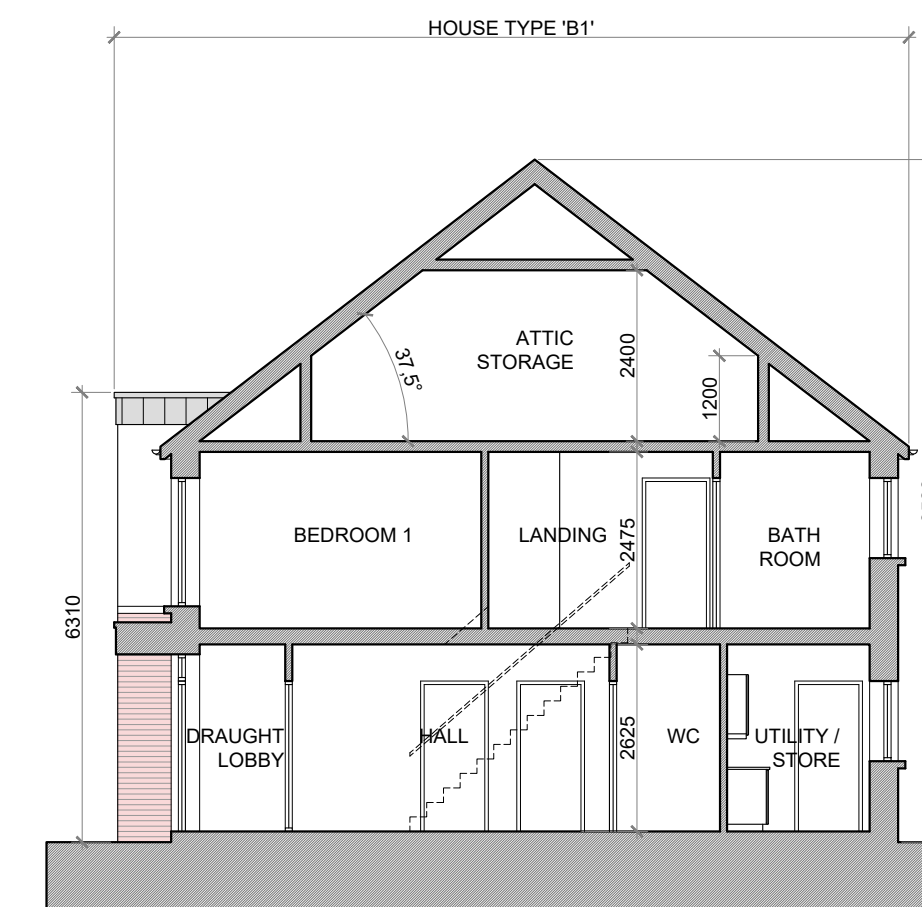 HOUSE TYPE 'B1'
ATTIC
STORAGE
37,5°
2400
1200
BEDROOM 1
LANDING
2475
BATH
ROOM
6310
DRAUGHT
LOBBY
HALL
2625
WC
UTILITY /
STORE